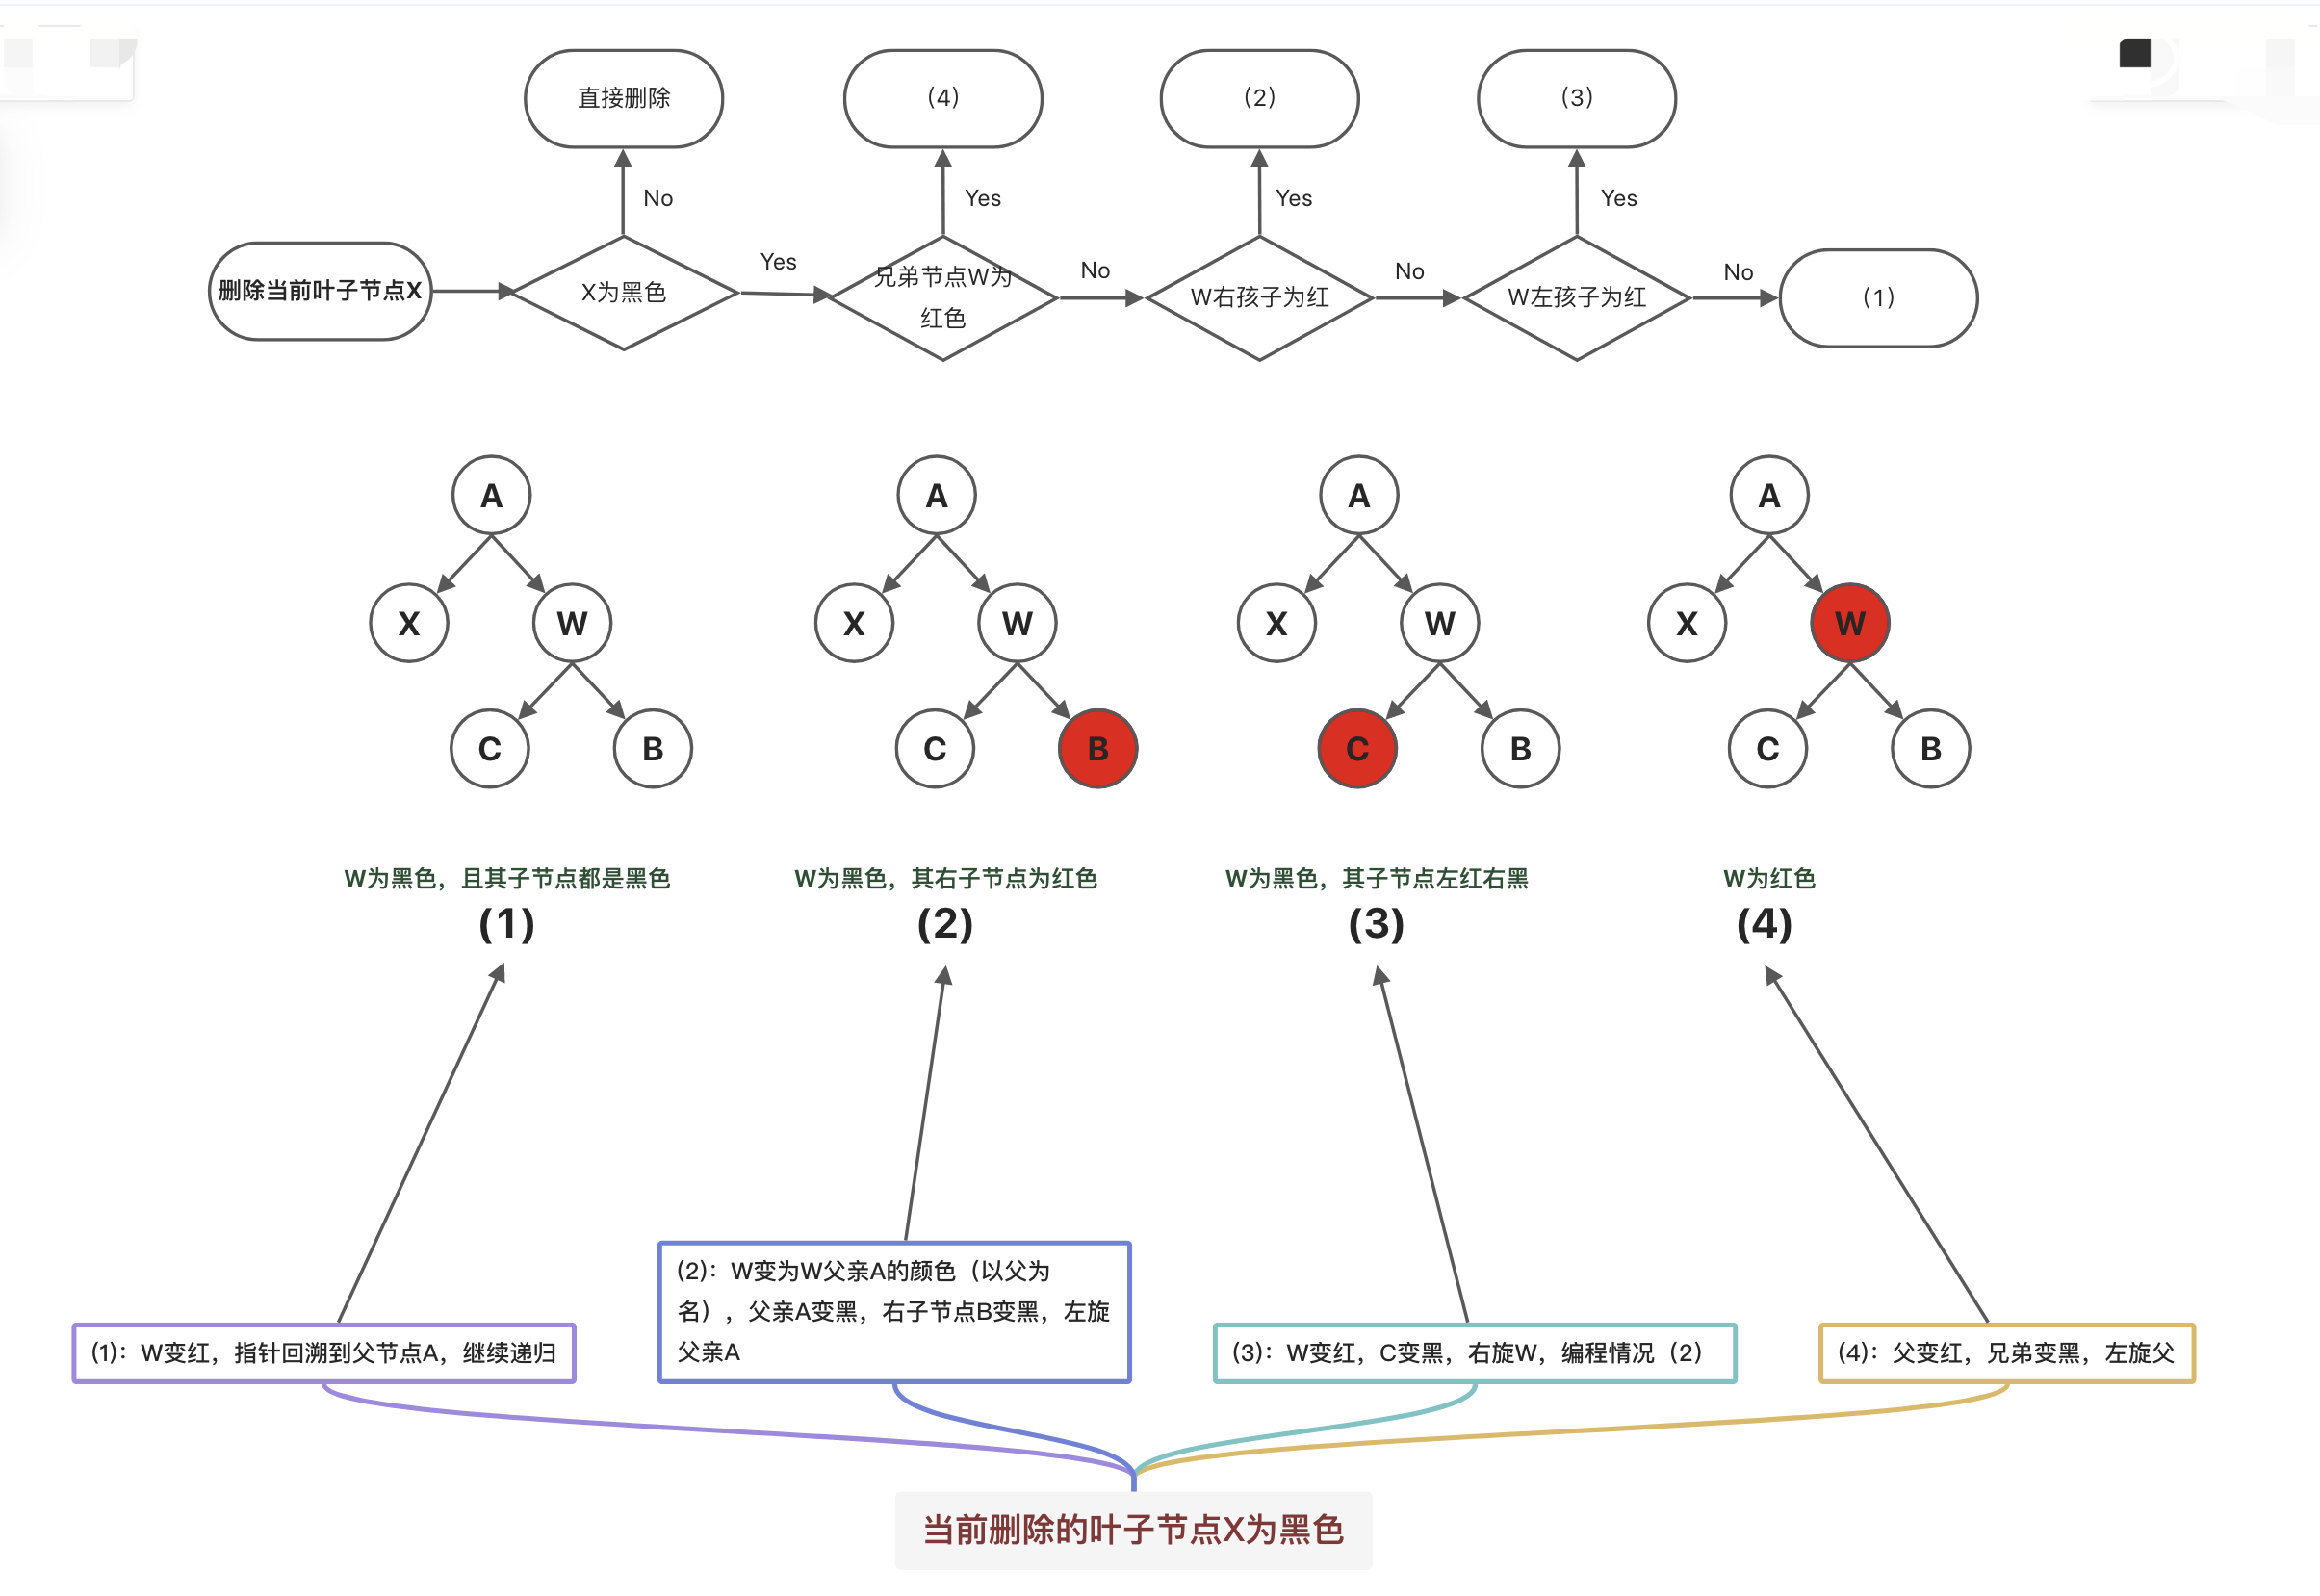 直接删除
(4)
(2)
(3)
No
Yes
Yes
Yes
删除当前叶子节点X
X为黑色
Yes
兄弟节点W为
红色
No
W右孩子为红
No
W左孩子为红
No
(1)
A
A
A
A
X
W
X
W
X
W
X
W
C
B
C
B
C
B
C
B
W为黑色，且其子节点都是黑色
W为黑色，其右子节点为红色
W为黑色，其子节点左红右黑
W为红色
(1)
(2)
(3)
(4)
(2)：W变为W父亲A的颜色（以父为
名），父亲A变黑，右子节点B变黑，左旋
父亲A
(1)：W变红，指针回溯到父节点A，继续递归
(3)：W变红，C变黑，右旋W，编程情况（2）
(4)：父变红，兄弟变黑，左旋父
当前删除的叶子节点X为黑色